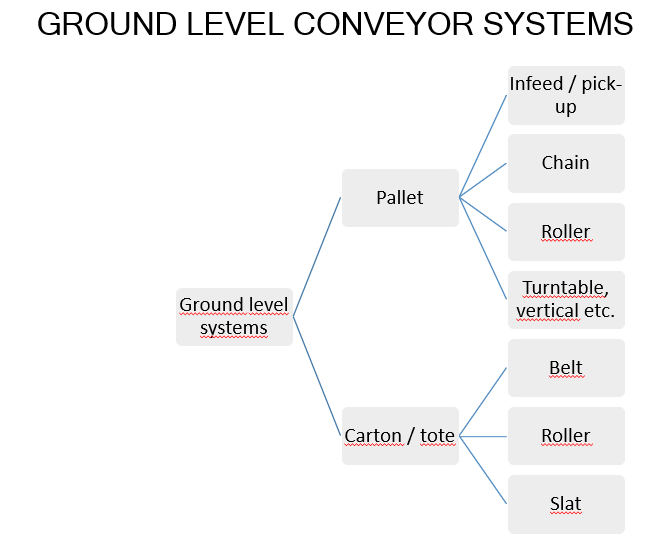 GROUND LEVEL CONVEYOR SYSTEMS
Infeed / pick-
up
Chain
Pallet
Roller
Turntable,
vertical etc.
Ground level
systems
Belt
Carton / tote
Roller
Slat